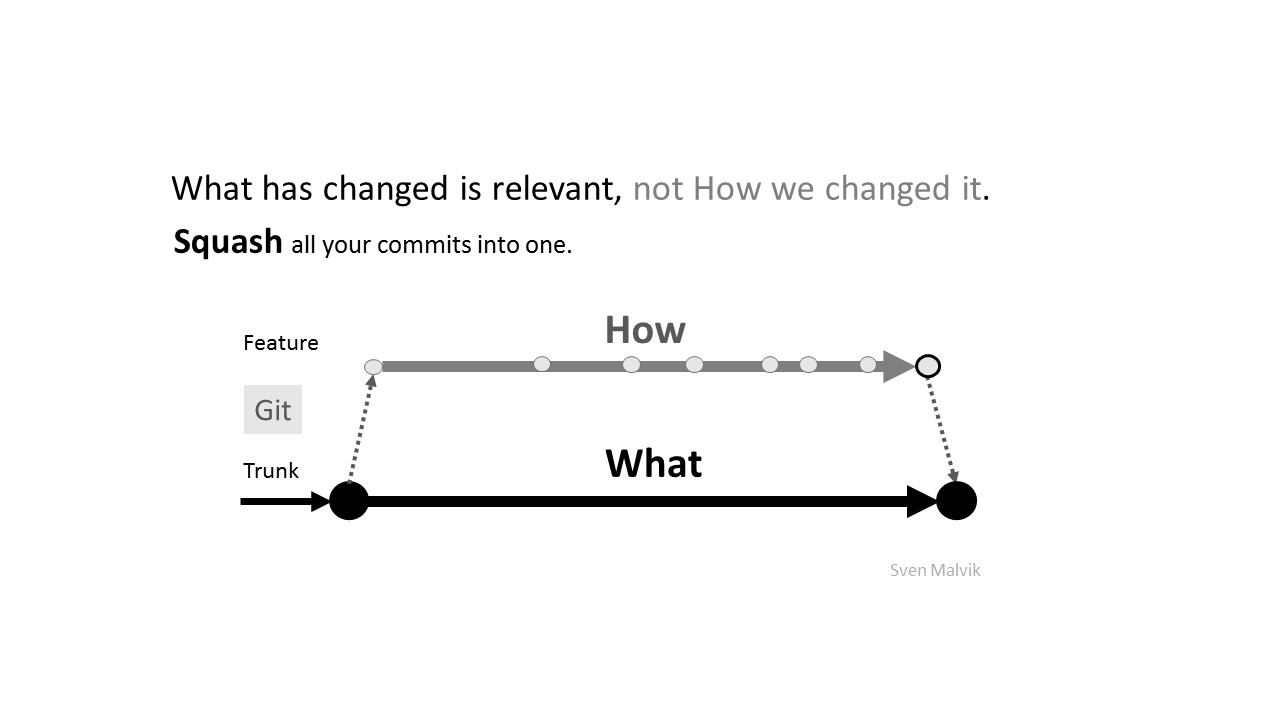 What has changed is relevant, not How we changed it.
Squash all your commits into one.
How
Feature
Git
What
Trunk
Sven Malvik